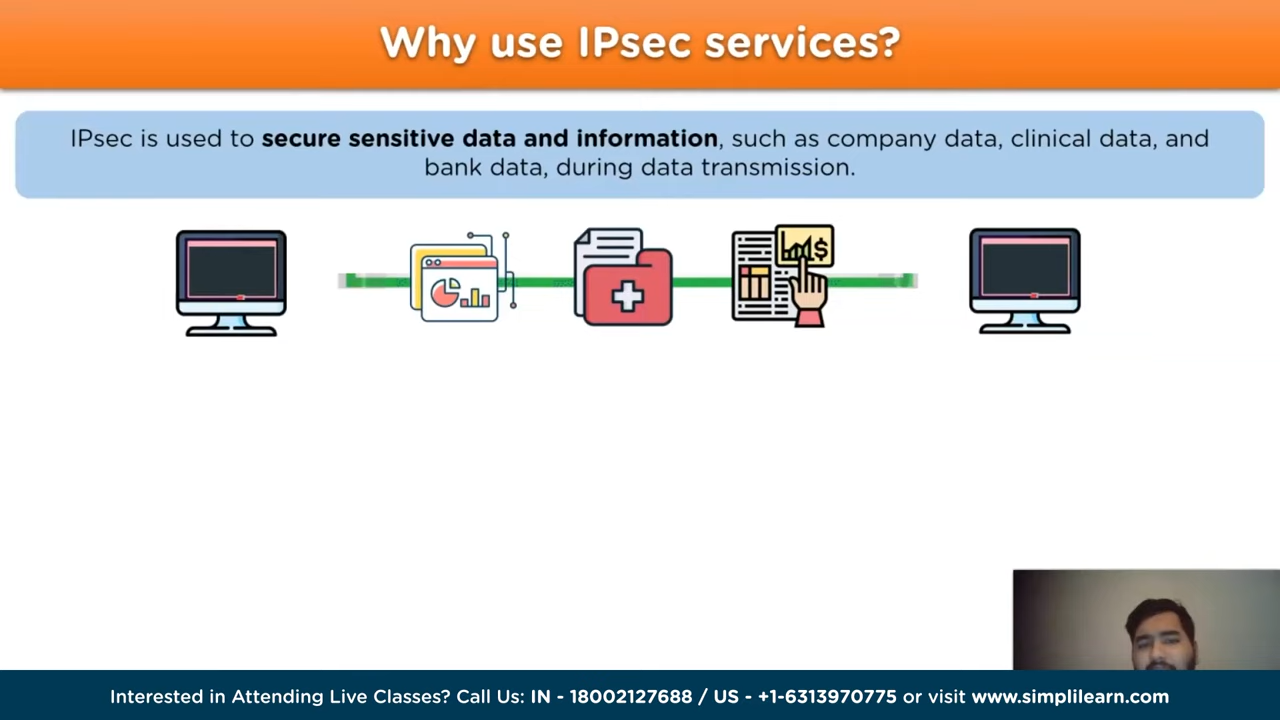 Why use IPsec services?
IPsec is used to secure sensitive data and information, such as company data, clinical data, and
bank data, during data transmission.
$
Interested in Attending Live Classes? Call Us: IN - 18002127688 / US - +1-6313970775 or visit www.simplilearn.com